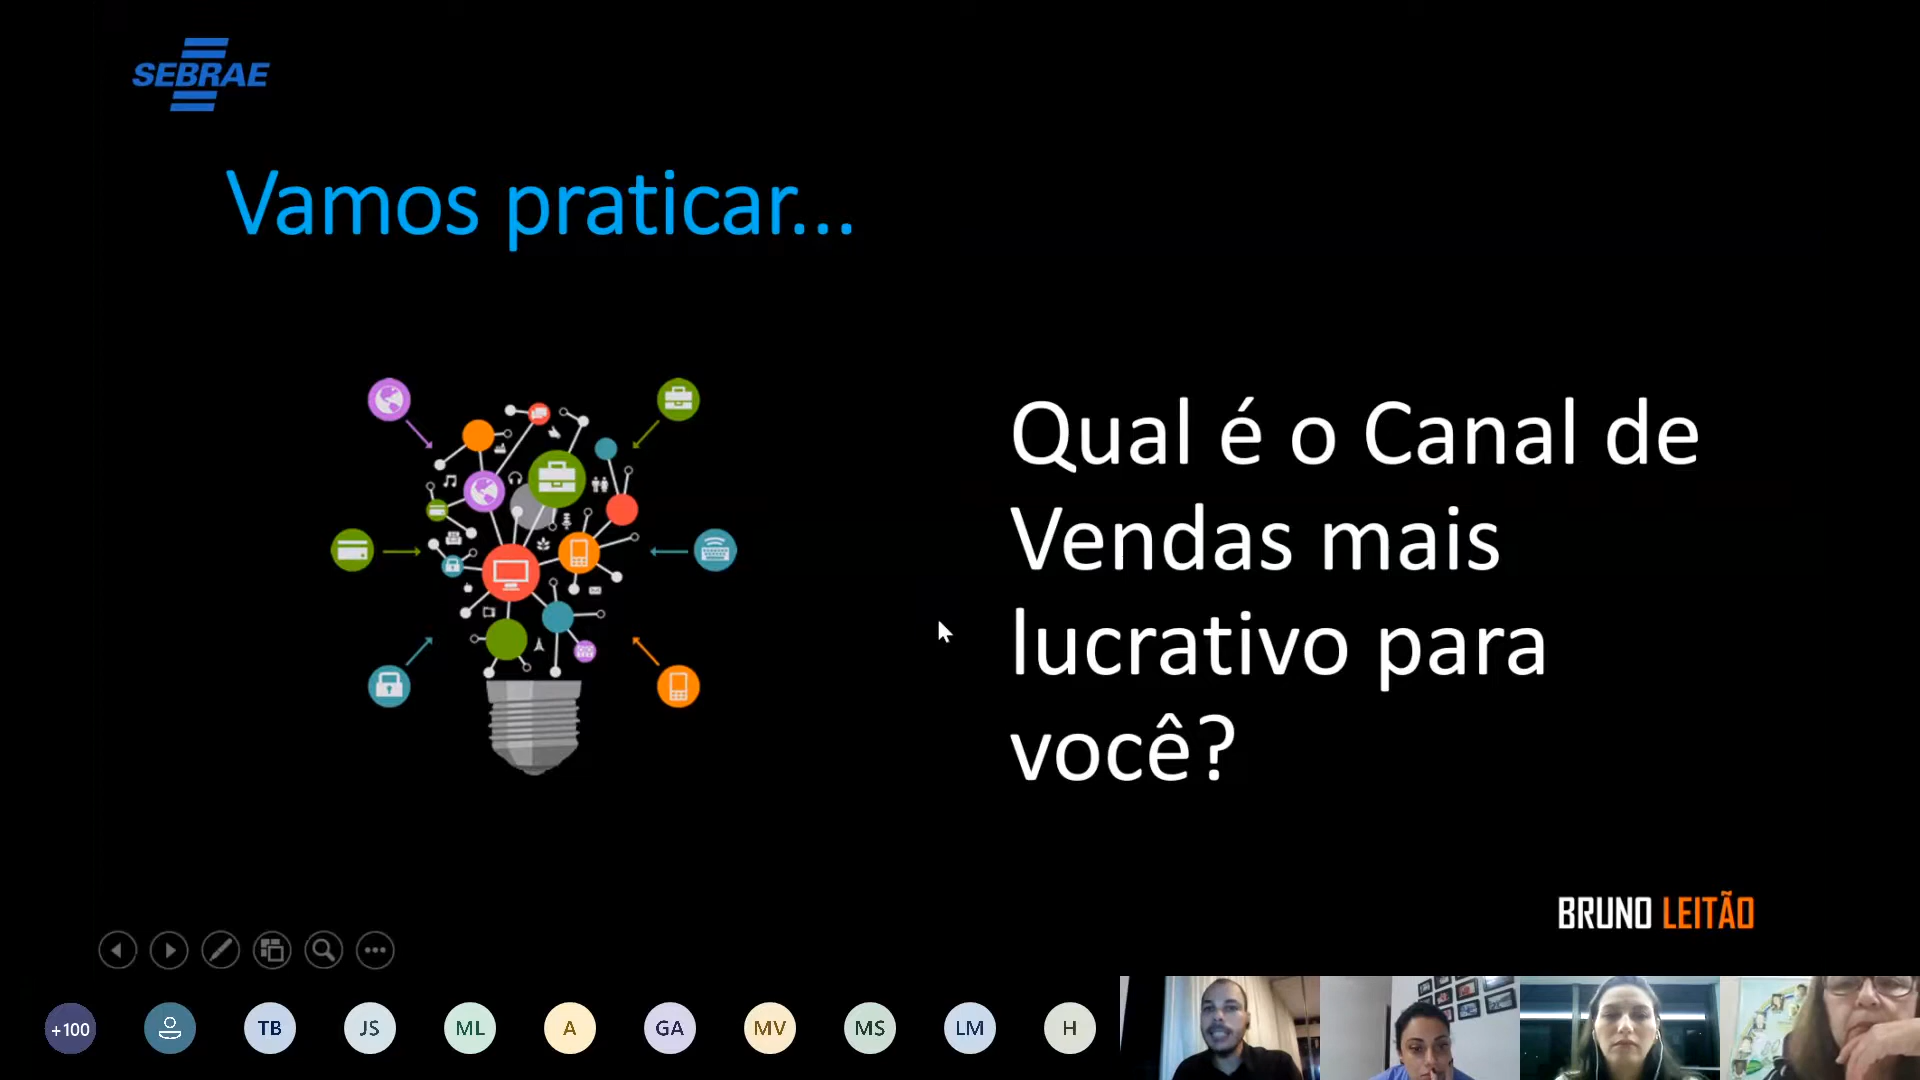 SEBRAE
Vamos praticar...
Qual é o Canal de
Vendas mais
lucrativo para
você?
BRUNO LEITÃO
+100
TB
JS
ML
A
GA
MV
MS
LM
H